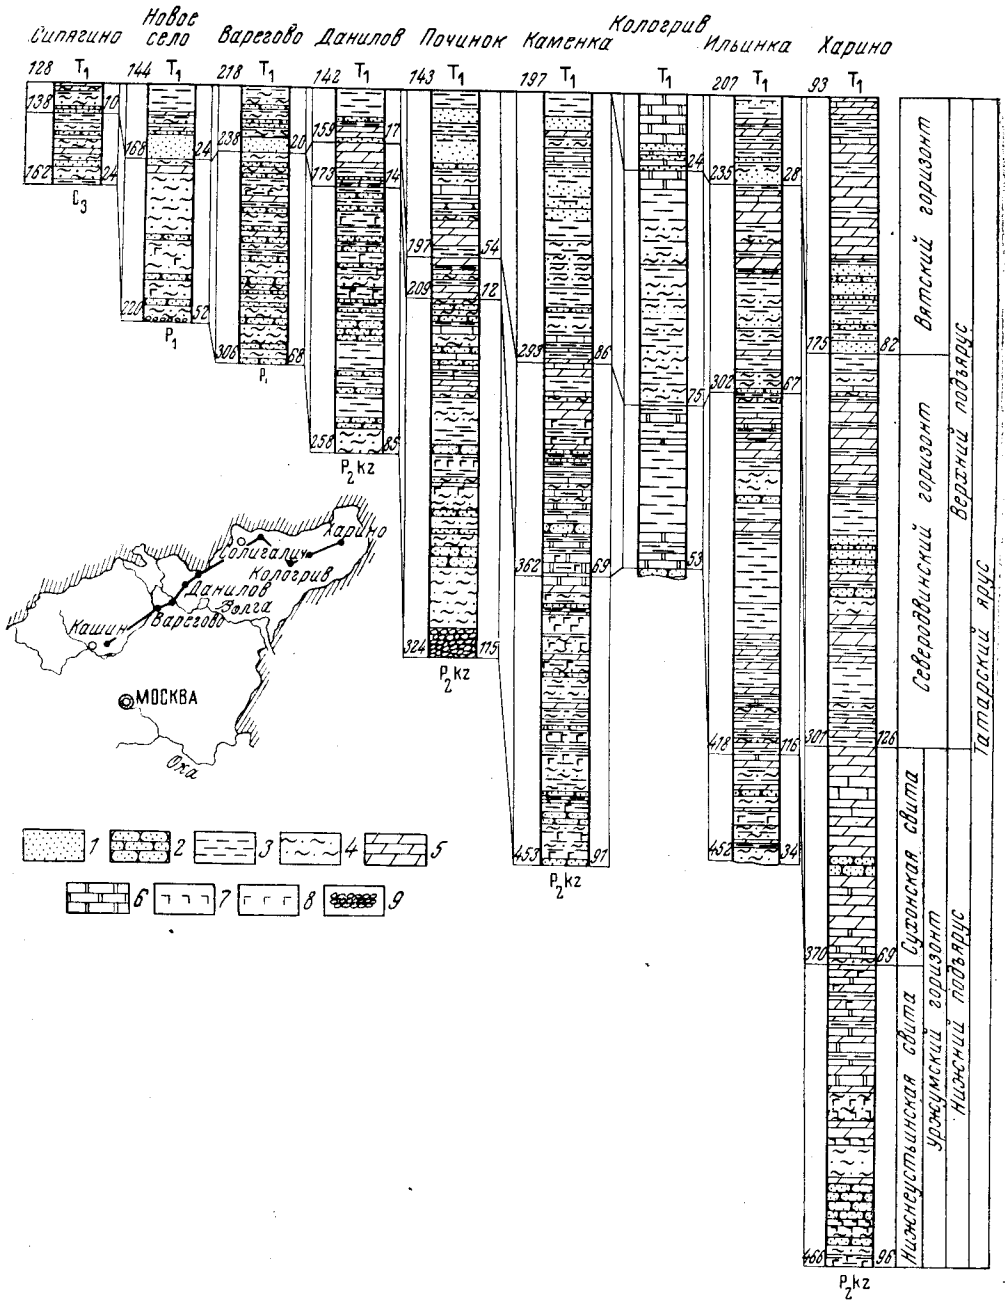 Сипягино
Новое село
Варегово
Данилов
Починок
Каменка
Кологрив
Ильинка
Харино
128 T1
144 T1
218 T1
142 T1
143 T1
197 T1
T1
207 T1
93 T1
138 10
162 24
C3
168 24
220 52
P1
238 20
306 68
P1
159 17
173 14
258 85
P2kz
197 54
209 12
324 115
P2kz
293 86
362 69
453 91
P2kz
24
75
53
235 28
302 67
418 116
452 34
175 82
301 126
370 69
466 96
P2kz
Вятский горизонт
Северодвинский горизонт
Верхний подъярус
Татарский ярус
Сухонская свита
Нижнеустьинская свита
Уржумский горизонт
Нижний подъярус
Солигалич
Харино
Кологрив
Данилов
Волга
Варегово
Кашин
МОСКВА
Ока
1 2 3 4 5
6 7 8 9